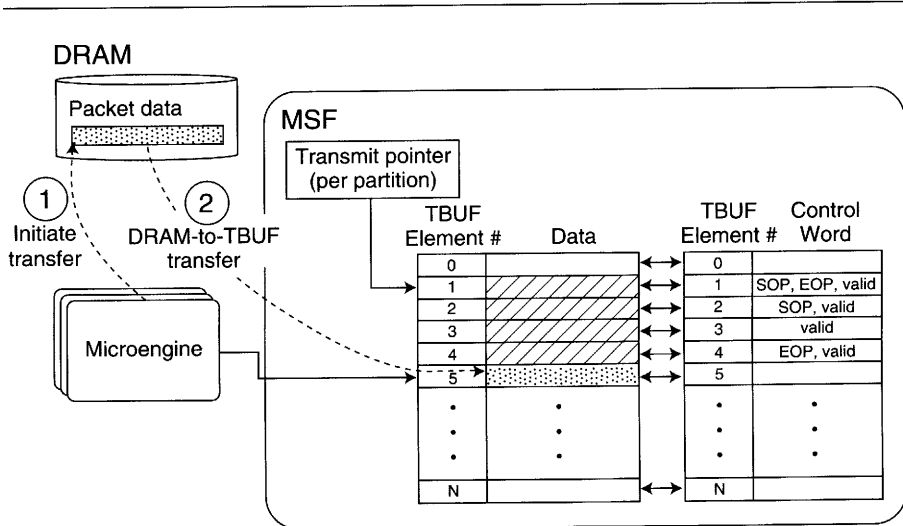 DRAM
Packet data
1
Initiate
transfer
2
DRAM-to-TBUF
transfer
Microengine
MSF
Transmit pointer
(per partition)
TBUF
Element #
Data
0
1
2
3
4
5
N
TBUF
Element #
Control
Word
0
1 SOP, EOP, valid
2 SOP, valid
3 valid
4 EOP, valid
5
N